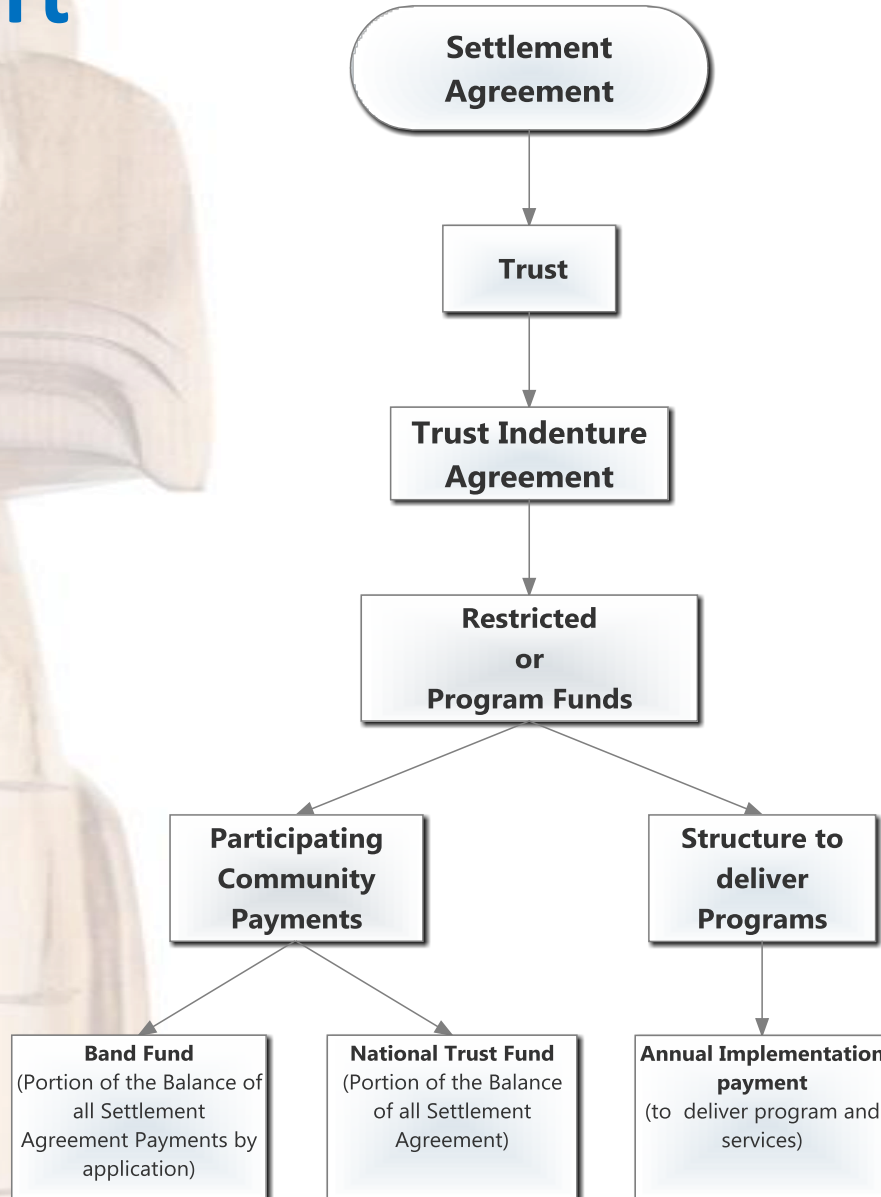 Settlement
Agreement
Trust
Trust Indenture
Agreement
Restricted
or
Program Funds
Participating
Community
Payments
Structure to
deliver
Programs
Band Fund
(Portion of the Balance of
all Settlement
Agreement Payments by
application)
National Trust Fund
(Portion of the Balance
of all Settlement
Agreement)
Annual Implementation
payment
(to deliver program and
services)